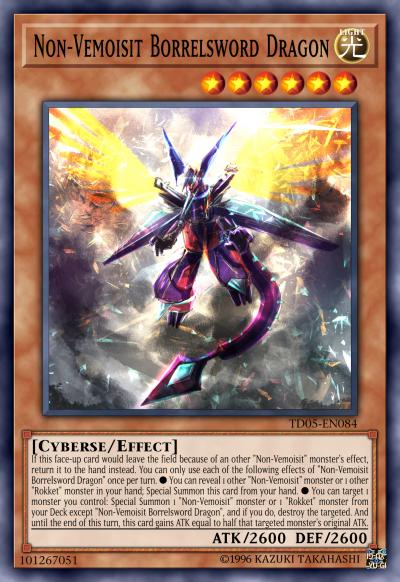 Non-Vemoisit Borrelsword Dragon
LIGHT
光
TD05-EN084
[Cyberse/Effect]
If this face-up card would leave the field because of an other "Non-Vemoisit" monster's effect,
return it to the hand instead. You can only use each of the following effects of "Non-Vemoisit
Borrelsword Dragon" once per turn. ● You can reveal 1 other "Non-Vemoisit" monster or 1 other
"Rokket" monster in your hand; Special Summon this card from the hand. ● You can target 1
monster you control: Special Summon 1 "Non-Vemoisit" monster or 1 "Rokket" monster from
your Deck except "Non-Vemoisit Borrelsword Dragon", and if you do, destroy the targeted. And
until the end of this turn, this card gains ATK equal to half that targeted monster's original ATK.
ATK/2600 DEF/2600
101267051
©1996 KAZUKI TAKAHASHI